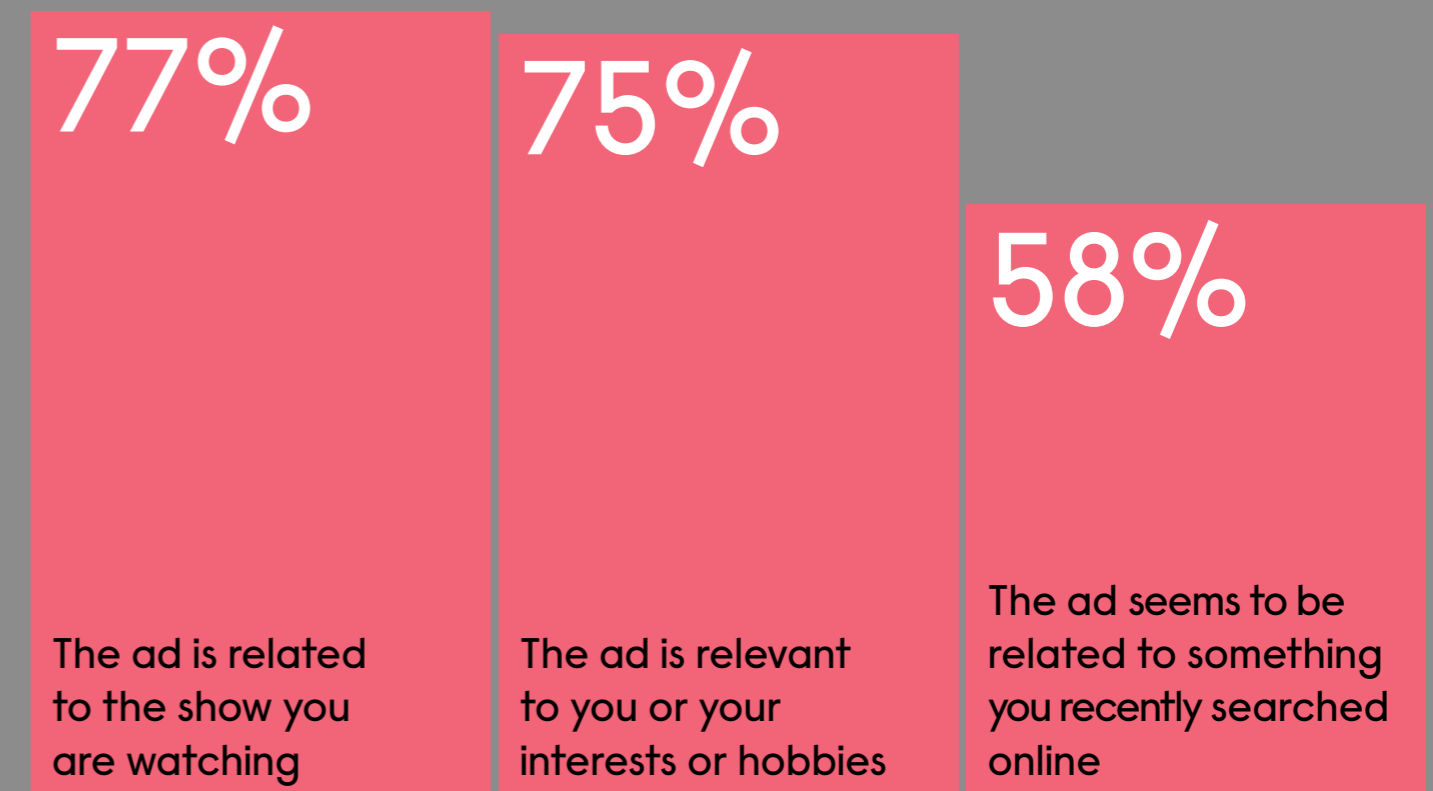 77%
The ad is related
to the show you
are watching
75%
The ad is relevant
to you or your
interests or hobbies
58%
The ad seems to be
related to something
you recently searched
online